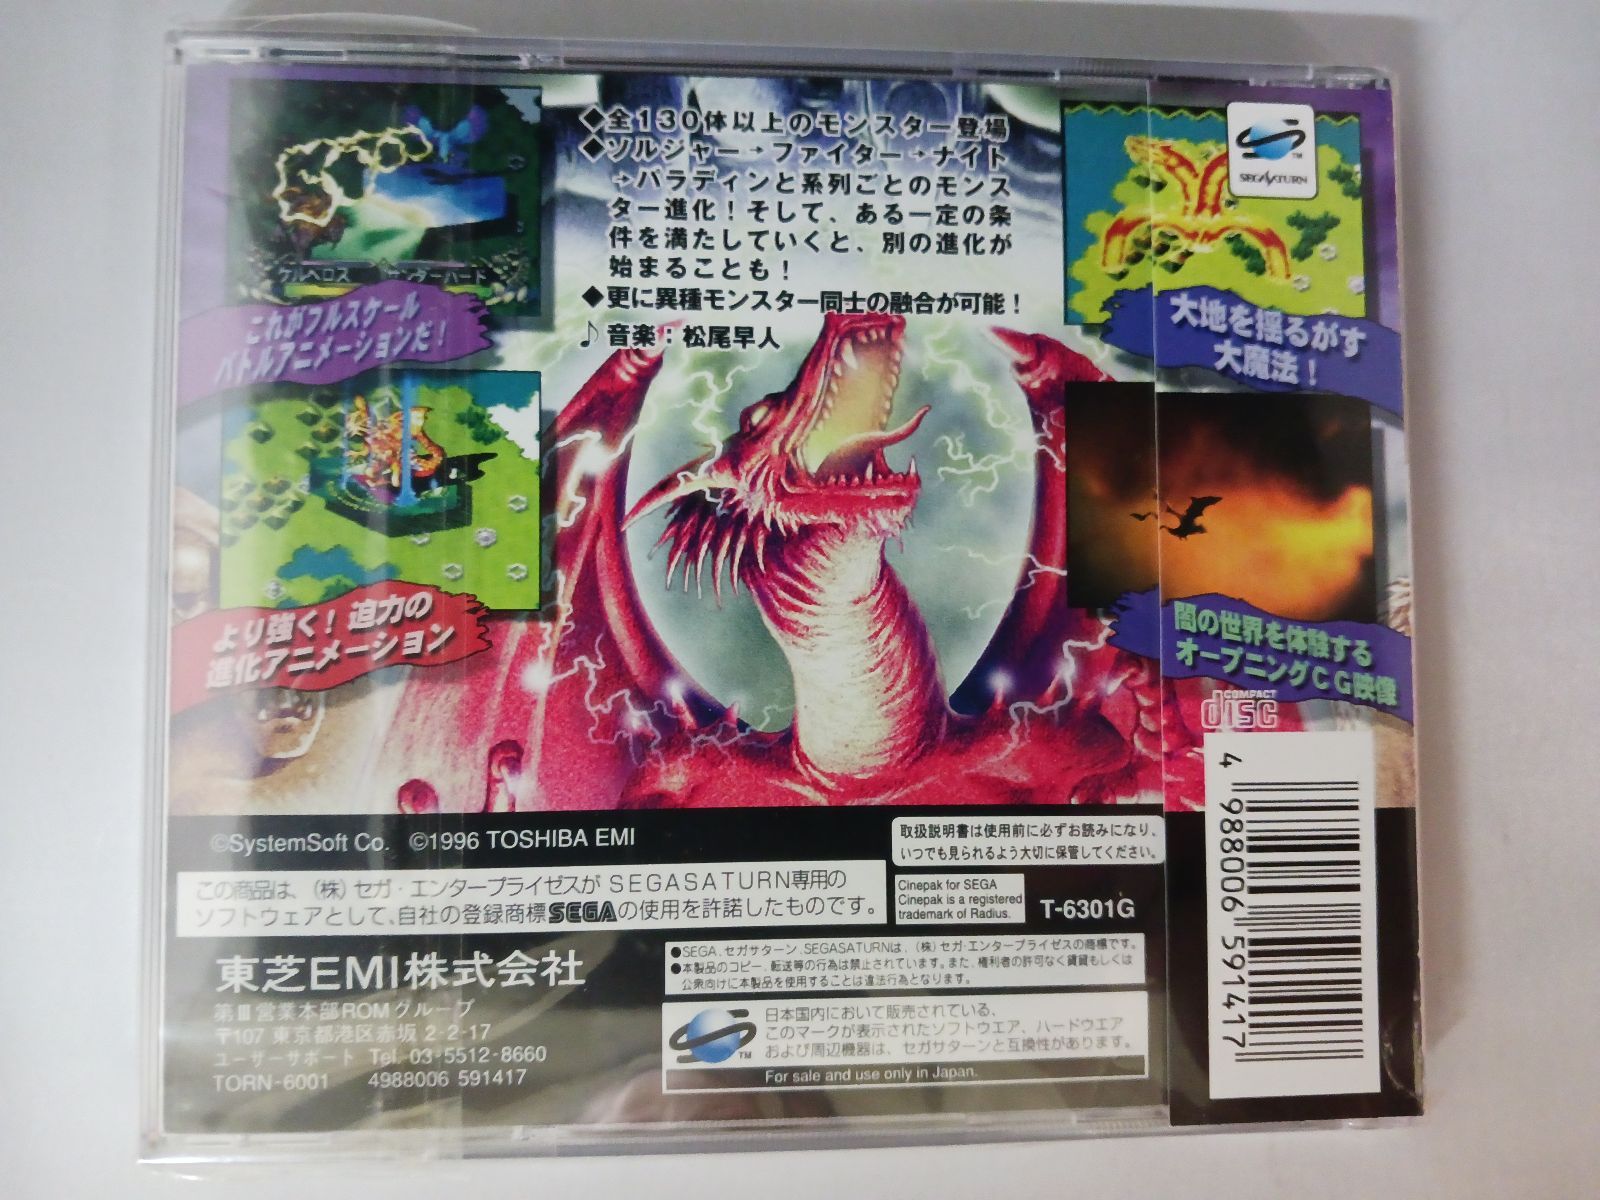 ◆全130体以上のモンスター登場
◆ソルジャー→ファイター→ナイト
→パラディンと系列ごとのモンス
ター進化！そして、ある一定の条
件を満たしていくと、別の進化が
始まることも！
◆更に異種モンスター同士の融合が可能！
♪音楽：松尾早人
ケルベロス サンダーバード
これがフルスケール
バトルアニメーションだ！
より強く！迫力の
進化アニメーション
SEGA SATURN
TM
大地を揺るがす
大魔法！
闇の世界を体験する
オープニングCG映像
COMPACT
disc
4 988006 591417
©SystemSoft Co. ©1996 TOSHIBA EMI
取扱説明書は使用前に必ずお読みになり、
いつでも見られるよう大切に保管してください。
この商品は、（株）セガ・エンタープライゼスが SEGASATURN専用の
ソフトウェアとして、自社の登録商標SEGAの使用を許諾したものです。
Cinepak for SEGA
Cinepak is a registered
trademark of Radius.
T-6301G
東芝EMI株式会社
第Ⅲ営業本部ROMグループ
〒107 東京都港区赤坂 2-2-17
ユーザーサポート Tel. 03-5512-8660
TORN-6001 4988006 591417
●SEGA、セガサターン、SEGASATURNは、（株）セガ・エンタープライゼスの商標です。
●本製品のコピー、転送等の行為は禁止されています。また、権利者の許可なく賃貸もしくは
公衆向けに本製品を使用することは違法行為となります。
TM
日本国内において販売されている、
このマークが表示されたソフトウエア、ハードウエア
および周辺機器は、セガサターンと互換性があります。
For sale and use only in Japan.